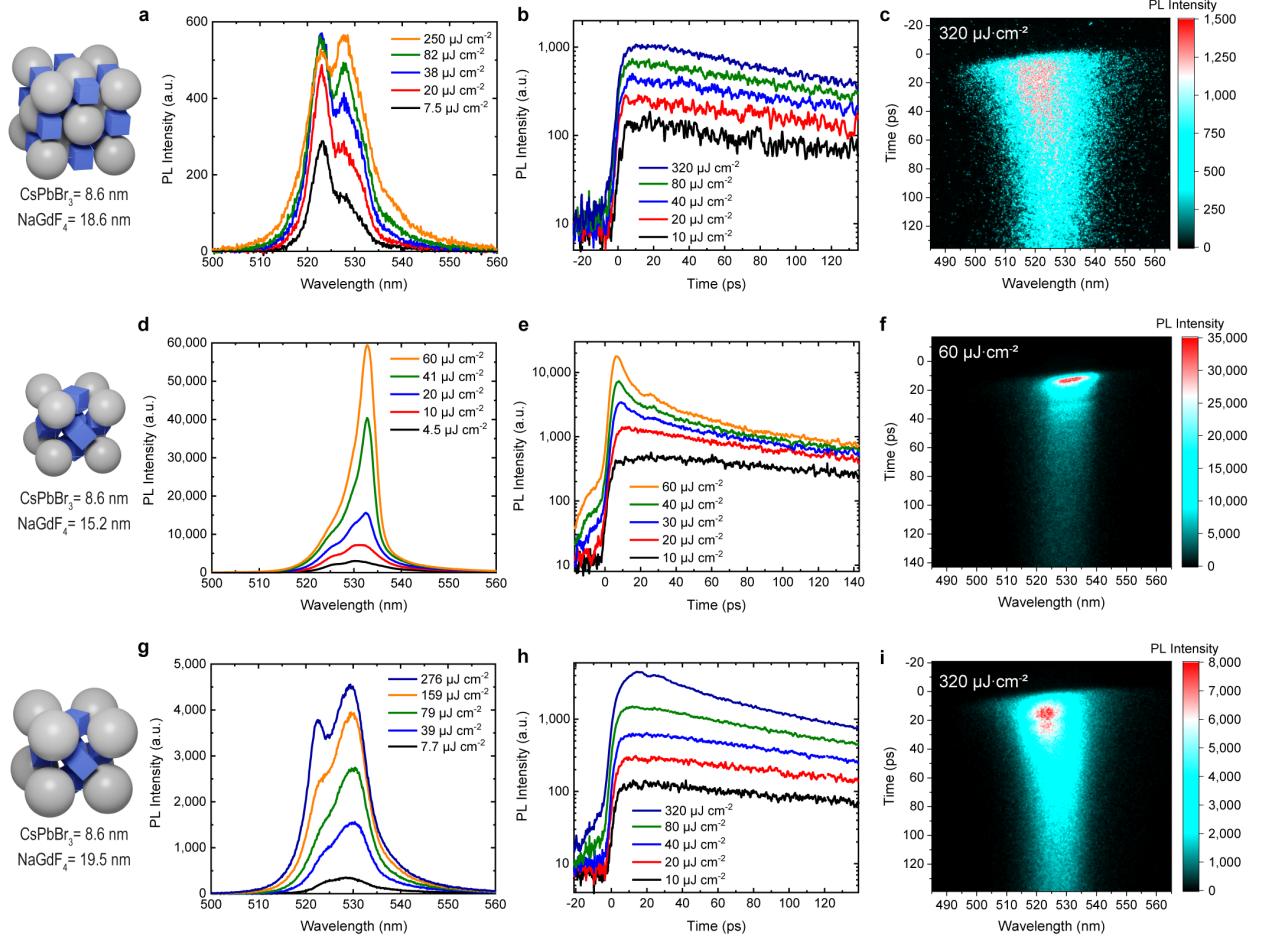 a
CsPbBr3= 8.6 nm
NaGdF4= 18.6 nm
600
400
200
0
PL Intensity (a.u.)
250 µJ cm-2
82 µJ cm-2
38 µJ cm-2
20 µJ cm-2
7.5 µJ cm-2
500 510 520 530 540 550 560
Wavelength (nm)
b
1,000
100
10
PL Intensity (a.u.)
320 µJ cm-2
80 µJ cm-2
40 µJ cm-2
20 µJ cm-2
10 µJ cm-2
-20 0 20 40 60 80 100 120
Time (ps)
c
320 µJ·cm-2
-20
0
20
40
60
80
100
120
Time (ps)
490 500 510 520 530 540 550 560
Wavelength (nm)
PL Intensity
1,500
1,250
1,000
750
500
250
0
d
CsPbBr3= 8.6 nm
NaGdF4= 15.2 nm
60,000
50,000
40,000
30,000
20,000
10,000
0
PL Intensity (a.u.)
60 µJ cm-2
41 µJ cm-2
20 µJ cm-2
10 µJ cm-2
4.5 µJ cm-2
500 510 520 530 540 550 560
Wavelength (nm)
e
10,000
1,000
100
10
PL Intensity (a.u.)
60 µJ cm-2
40 µJ cm-2
30 µJ cm-2
20 µJ cm-2
10 µJ cm-2
-20 0 20 40 60 80 100 120 140
Time (ps)
f
60 µJ·cm-2
0
20
40
60
80
100
120
140
Time (ps)
490 500 510 520 530 540 550 560
Wavelength (nm)
PL Intensity
35,000
30,000
25,000
20,000
15,000
10,000
5,000
0
g
CsPbBr3= 8.6 nm
NaGdF4= 19.5 nm
5,000
4,000
3,000
2,000
1,000
0
PL Intensity (a.u.)
276 µJ cm-2
159 µJ cm-2
79 µJ cm-2
39 µJ cm-2
7.7 µJ cm-2
500 510 520 530 540 550 560
Wavelength (nm)
h
1,000
100
10
PL Intensity (a.u.)
320 µJ cm-2
80 µJ cm-2
40 µJ cm-2
20 µJ cm-2
10 µJ cm-2
-20 0 20 40 60 80 100 120
Time (ps)
i
320 µJ·cm-2
-20
0
20
40
60
80
100
120
Time (ps)
490 500 510 520 530 540 550 560
Wavelength (nm)
PL Intensity
8,000
7,000
6,000
5,000
4,000
3,000
2,000
1,000
0